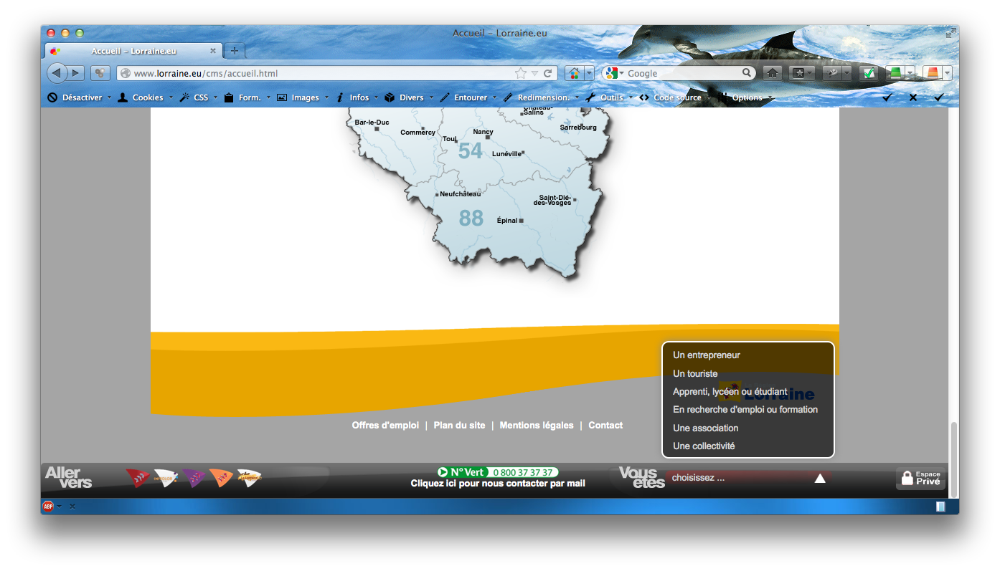 Accueil – Lorraine.eu
Accueil – Lorraine.eu
www.lorraine.eu/cms/accueil.html
Google
Désactiver Cookies CSS Form. Images Infos Divers Entourer Redimension. Outils Code source Options
Château-
Salins
Bar-le-Duc
Commercy
Toul
Nancy
Sarrebourg
54
Lunéville
Neufchâteau
Saint-Dié-
des-Vosges
88
Épinal
Un entrepreneur
Un touriste
Apprenti, lycéen ou étudiant
Lorraine
En recherche d'emploi ou formation
Une association
Une collectivité
Offres d'emploi | Plan du site | Mentions légales | Contact
Aller
vers
La Lorraine
N°Vert 0 800 37 37 37
Cliquez ici pour nous contacter par mail
Vous
êtes
choisissez ...
Espace
Privé
ABP